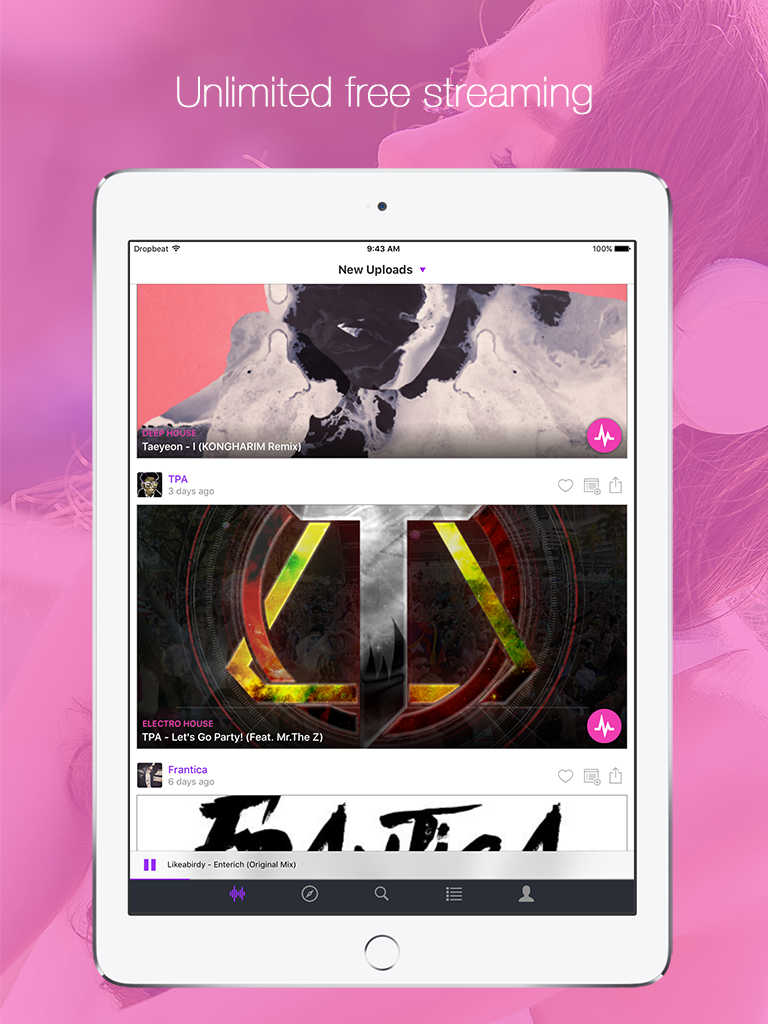 Unlimited free streaming
Dropbeat 9:43 AM 100%
New Uploads
DEEP HOUSE
Taeyeon - I (KONGHARIM Remix)
TPA
3 days ago
T
ELECTRO HOUSE
TPA - Let's Go Party! (Feat. Mr.The Z)
Frantica
6 days ago
FRANTICA
Likeabirdy - Enterich (Original Mix)